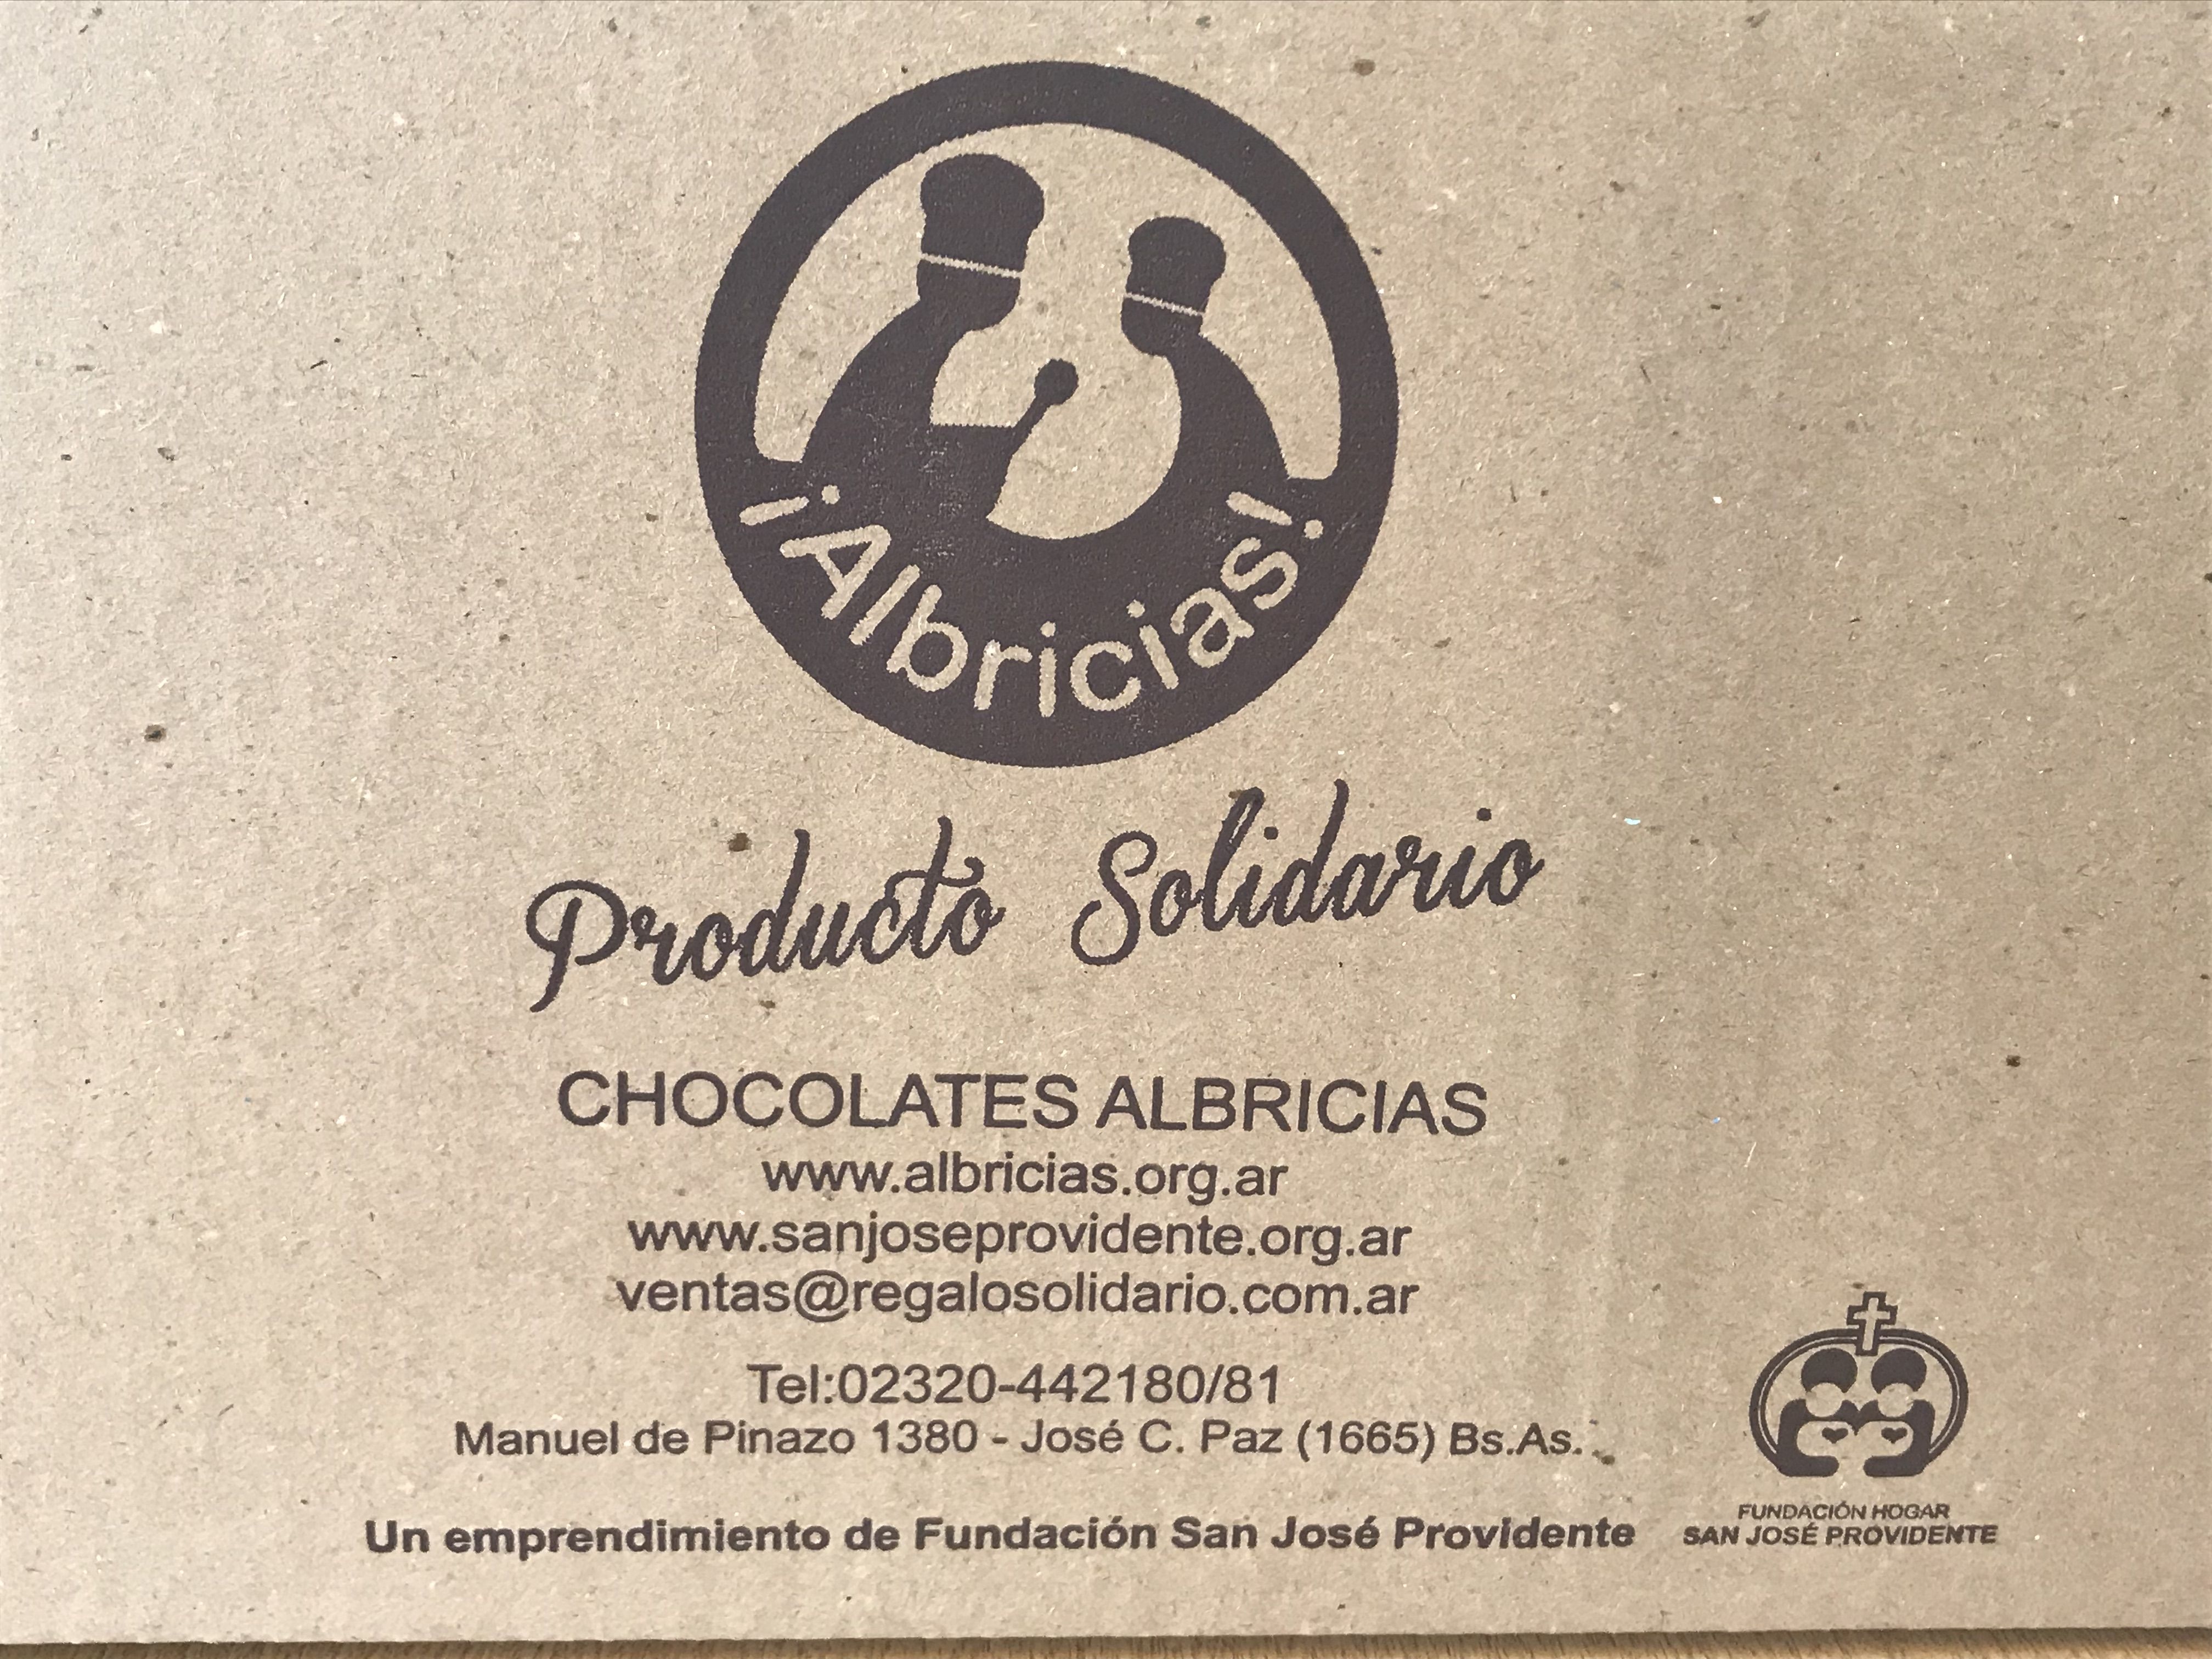 ¡Albricias!
Producto Solidario
CHOCOLATES ALBRICIAS
www.albricias.org.ar
www.sanjoseprovidente.org.ar
ventas@regalosolidario.com.ar
Tel:02320-442180/81
Manuel de Pinazo 1380 - José C. Paz (1665) Bs.As.
Un emprendimiento de Fundación San José Providente
FUNDACIÓN HOGAR
SAN JOSÉ PROVIDENTE